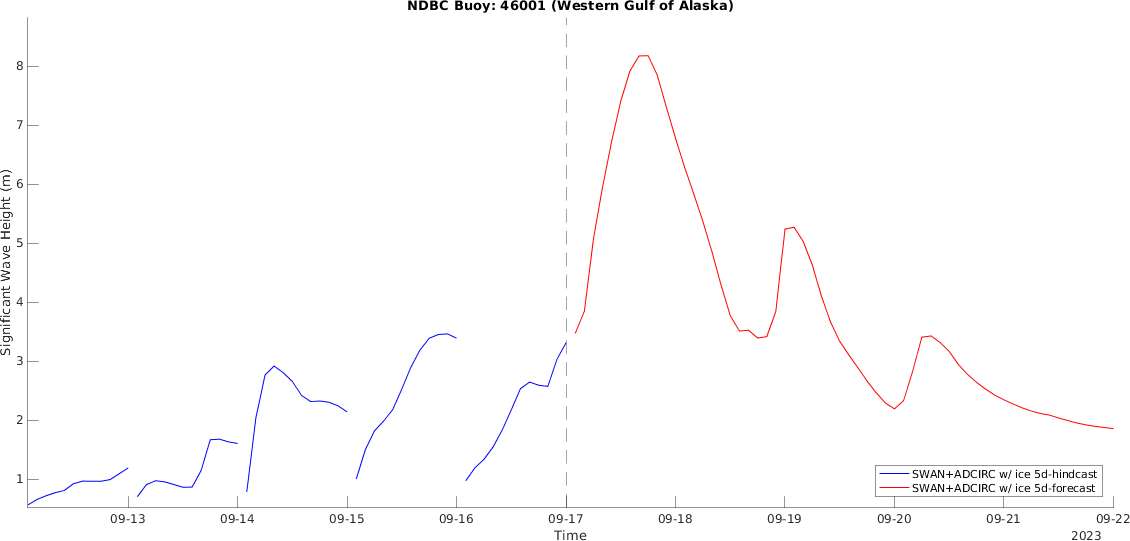 NDBC Buoy: 46001 (Western Gulf of Alaska)
Significant Wave Height (m)
8
7
6
5
4
3
2
1
SWAN+ADCIRC w/ ice 5d-hindcast
SWAN+ADCIRC w/ ice 5d-forecast
09-13 09-14 09-15 09-16 09-17 09-18 09-19 09-20 09-21 09-22
Time
2023